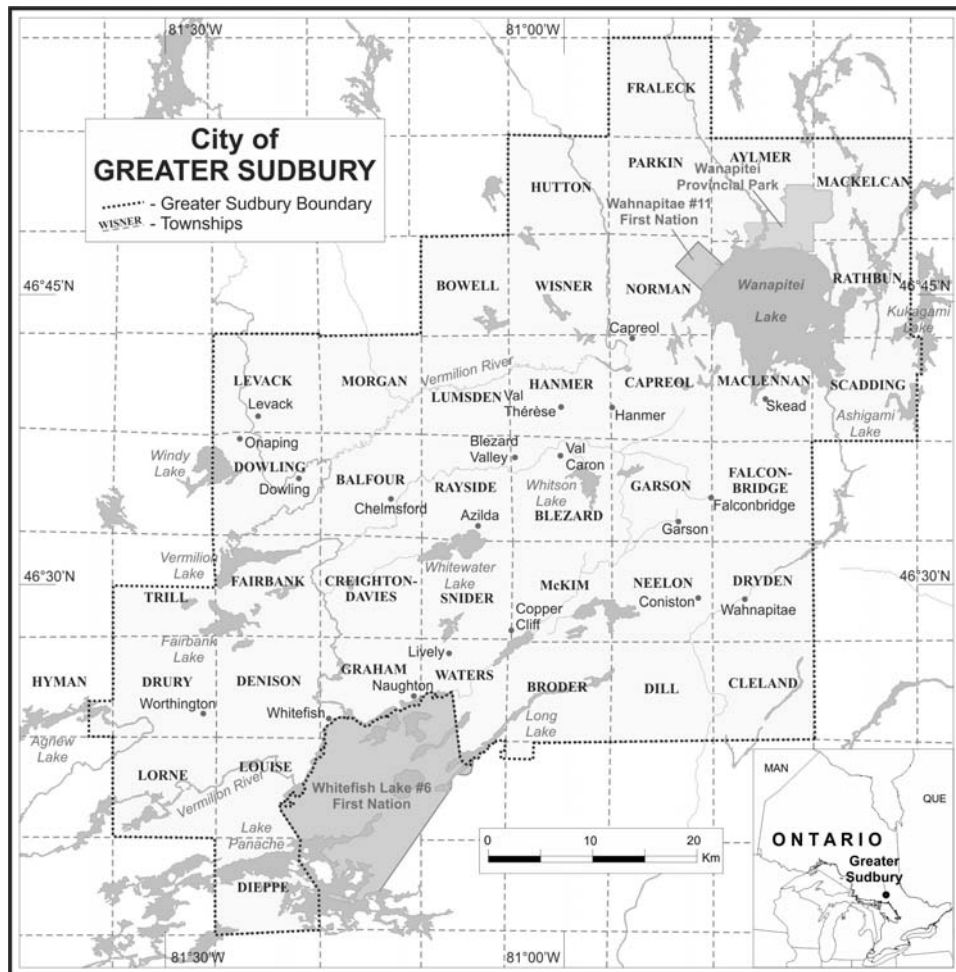 81°30'W
81°00'W
City of
GREATER SUDBURY
- Greater Sudbury Boundary
WISNER - Townships
FRALECK
PARKIN
AYLMER
Wanapitei
Provincial Park
MACKELCAN
HUTTON
Wahnapitae #11
First Nation
46°45'N
BOWELL
WISNER
NORMAN
Wanapitei
Lake
RATHBUN
46°45'N
Kukagami
Lake
Capreol
Vermilion River
LEVACK
MORGAN
LUMSDEN
HANMER
CAPREOL
MACLENNAN
SCADDING
Levack
Val
Thérèse
Hanmer
Skead
Ashigami
Lake
Onaping
Windy
Lake
Blezard
Valley
Val
Caron
DOWLING
Dowling
BALFOUR
RAYSIDE
Whitson
Lake
GARSON
FALCON-
BRIDGE
Chelmsford
Azilda
BLEZARD
Falconbridge
Garson
Vermilion
Lake
46°30'N
FAIRBANK
CREIGHTON-
DAVIES
Whitewater
Lake
46°30'N
TRILL
SNIDER
McKIM
NEELON
DRYDEN
Coniston
Wahnapitae
Copper
Cliff
Fairbank
Lake
Lively
HYMAN
DRURY
DENISON
GRAHAM
WATERS
BRODER
DILL
CLELAND
Naughton
Worthington
Whitefish
Long
Lake
Agnew
Lake
LORNE
LOUISE
Vermilion River
Whitefish Lake #6
First Nation
Lake
Panache
DIEPPE
0 10 20
Km
MAN
QUE
ONTARIO
Greater
Sudbury
81°30'W
81°00'W